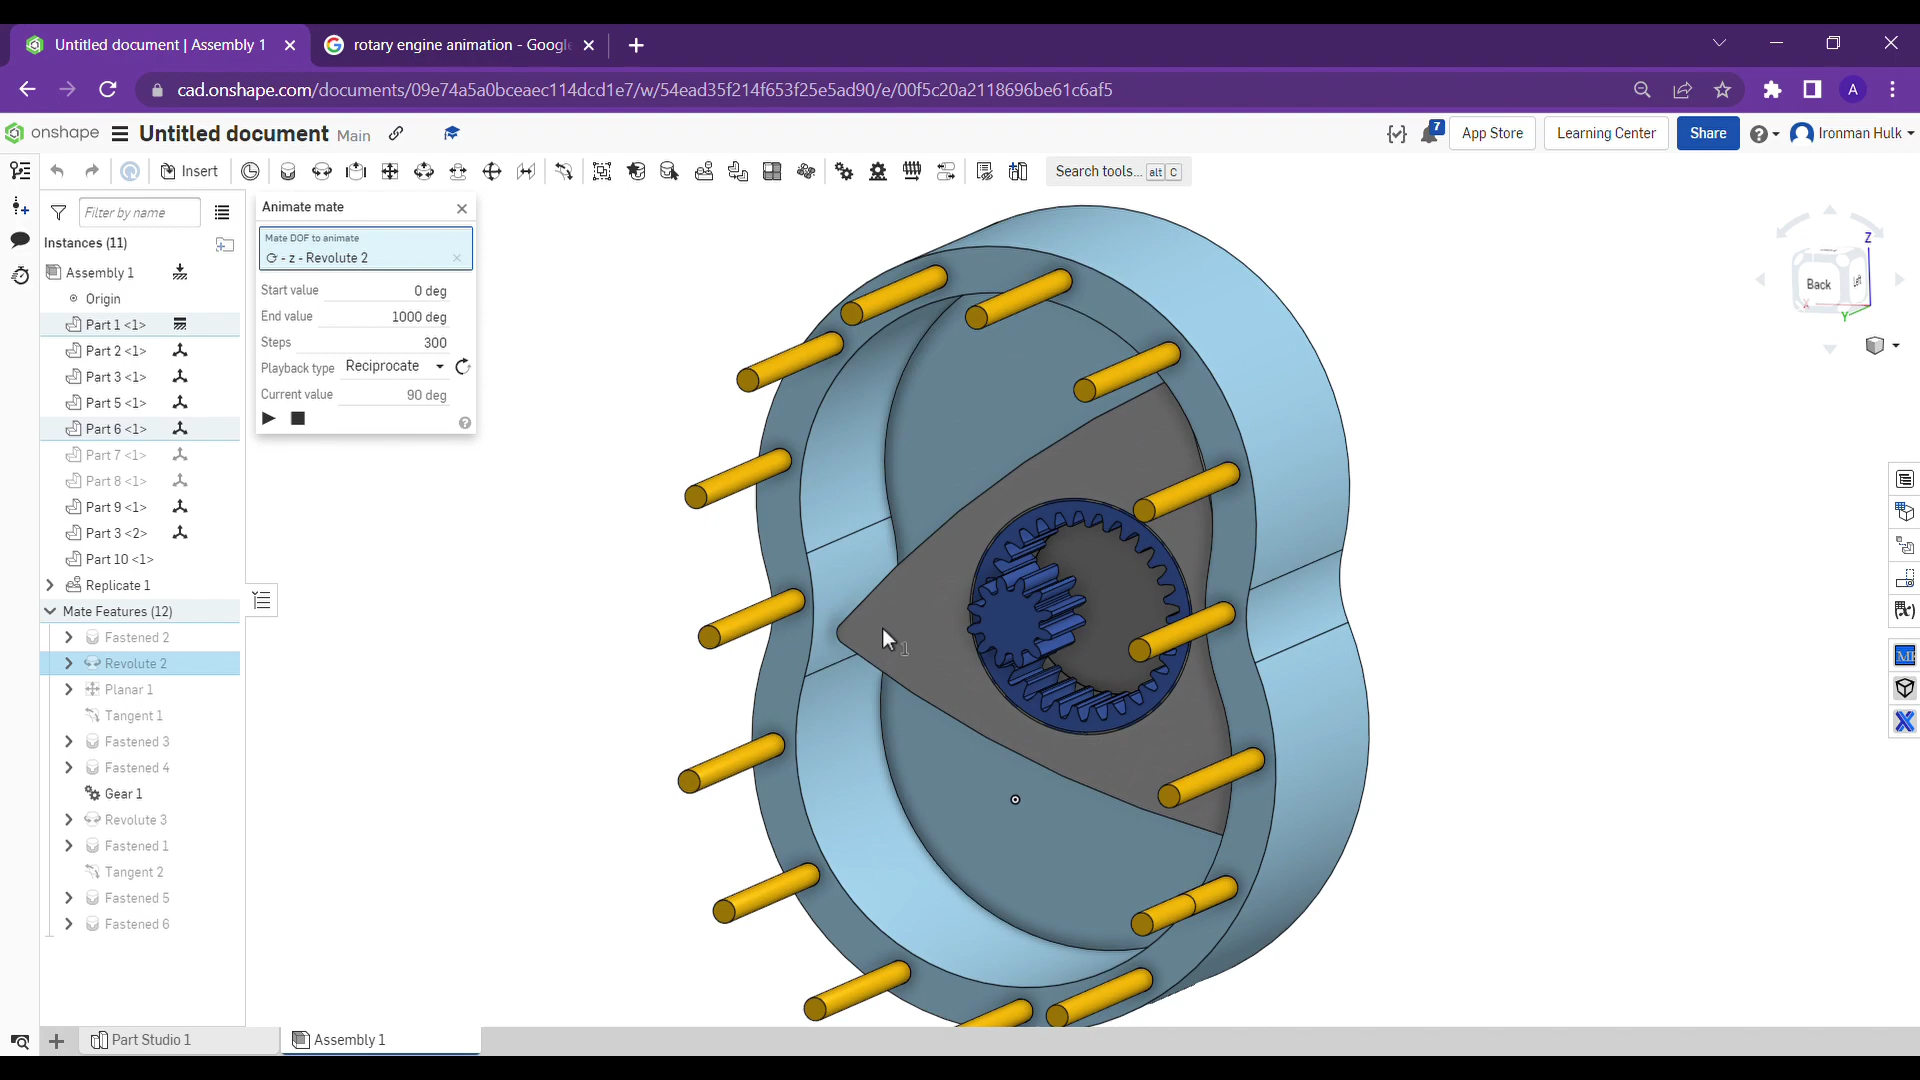 Untitled document | Assembly 1
rotary engine animation - Googl
cad.onshape.com/documents/09e74a5a0bceaec114dcd1e7/w/54ead35f214f653f25e5ad90/e/00f5c20a2118696be61c6af5
A
onshape Untitled document Main
7
App Store
Learning Center
Share
Ironman Hulk
Insert
Search tools... alt C
Filter by name
Instances (11)
Assembly 1
Origin
Part 1 <1>
Part 2 <1>
Part 3 <1>
Part 5 <1>
Part 6 <1>
Part 7 <1>
Part 8 <1>
Part 9 <1>
Part 3 <2>
Part 10 <1>
Replicate 1
Mate Features (12)
Fastened 2
Revolute 2
Planar 1
Tangent 1
Fastened 3
Fastened 4
Gear 1
Revolute 3
Fastened 1
Tangent 2
Fastened 5
Fastened 6
Animate mate
Mate DOF to animate
- z - Revolute 2
Start value 0 deg
End value 1000 deg
Steps 300
Playback type Reciprocate
Current value 90 deg
1
Z
Back
Left
X
Y
Part Studio 1
Assembly 1